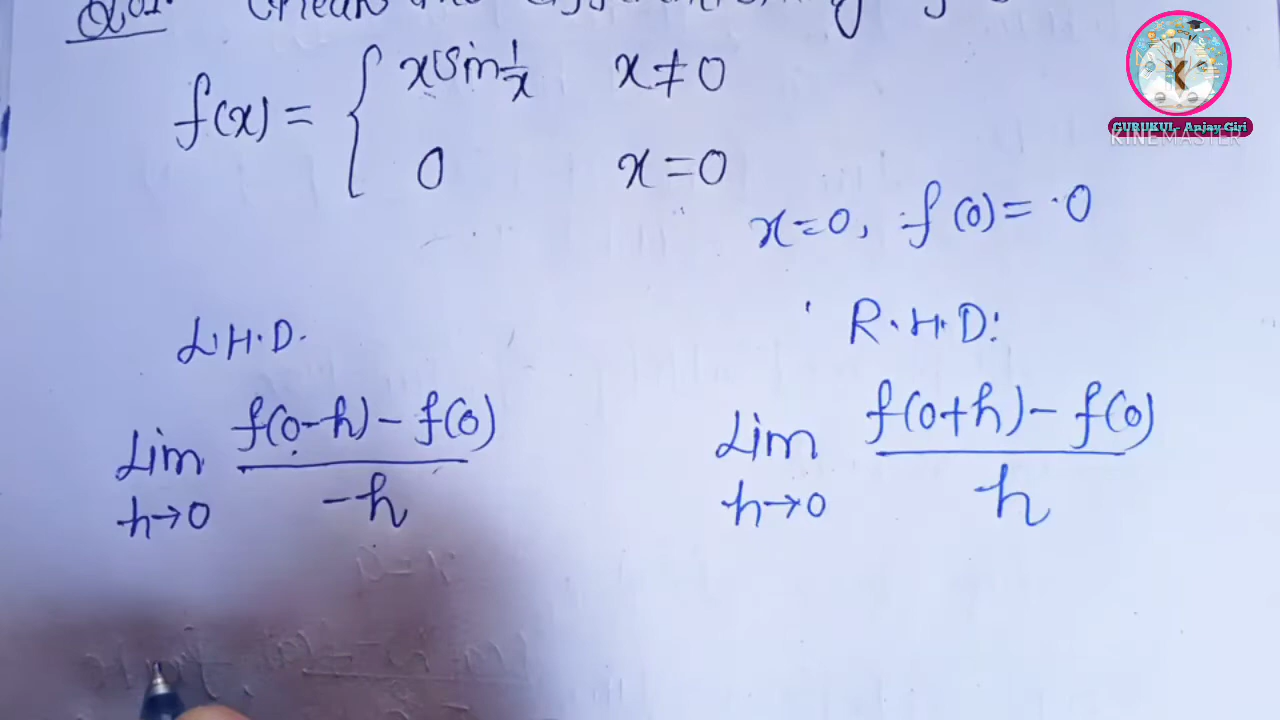 Q.01.
f(x) = { x sin 1/x x ≠ 0
0 x = 0
x = 0, f(0) = 0
L.H.D. R.H.D:
Lim h→0 f(0-h) - f(0) / -h Lim h→0 f(0+h) - f(0) / h
GURUKUL - Anjay Giri
KINEMASTER